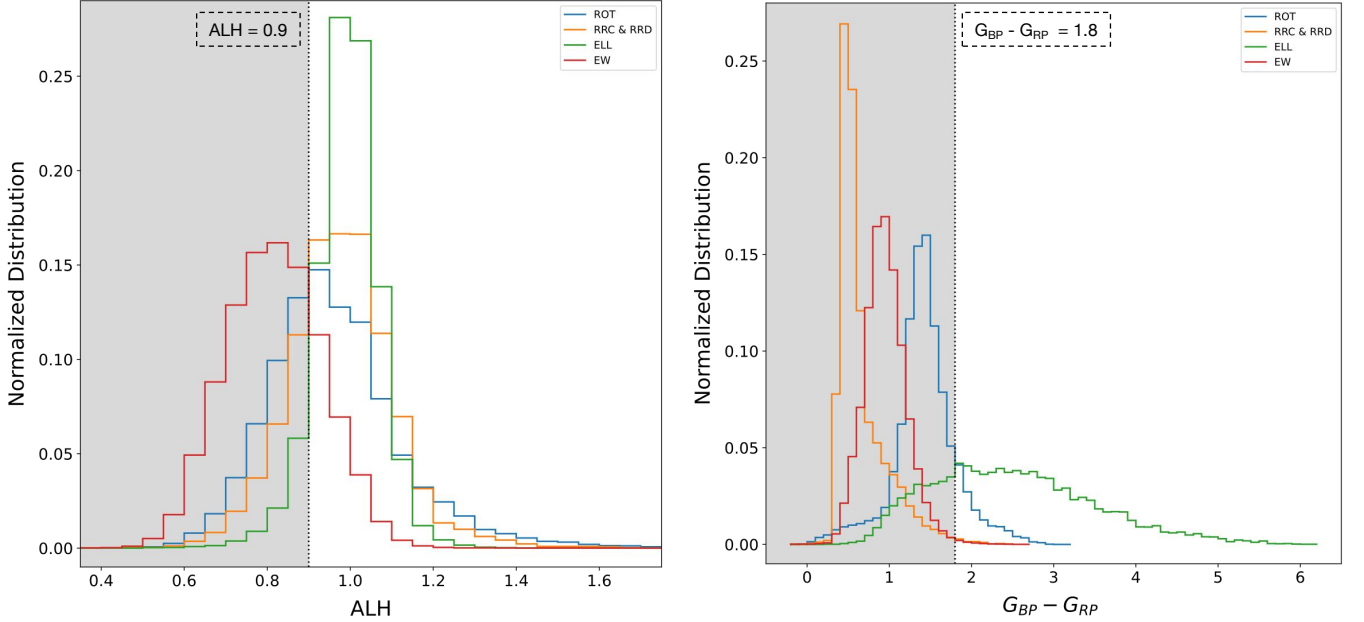 ALH = 0.9
ROT
RRC & RRD
ELL
EW
Normalized Distribution
0.25
0.20
0.15
0.10
0.05
0.00
0.4
0.6
0.8
1.0
1.2
1.4
1.6
ALH
G_BP - G_RP = 1.8
ROT
RRC & RRD
ELL
EW
Normalized Distribution
0.25
0.20
0.15
0.10
0.05
0.00
0
1
2
3
4
5
6
G_BP − G_RP